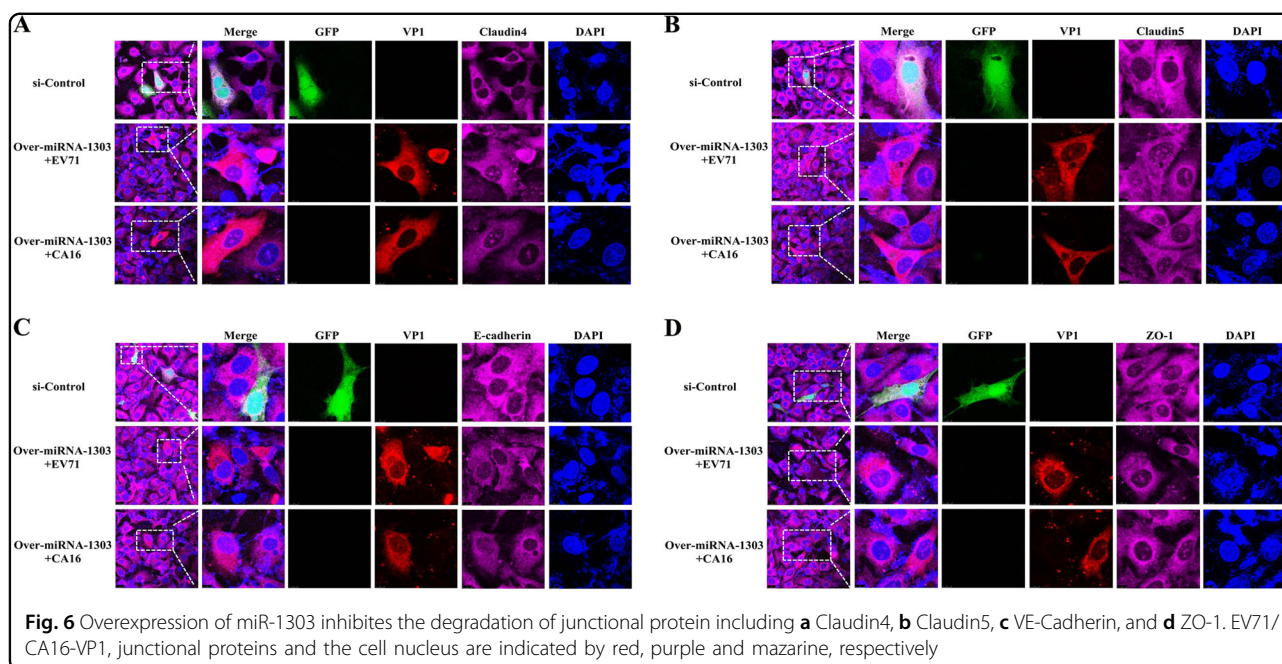 A
Merge GFP VP1 Claudin4 DAPI
si-Control
Over-miRNA-1303
+EV71
Over-miRNA-1303
+CA16
B
Merge GFP VP1 Claudin5 DAPI
si-Control
Over-miRNA-1303
+EV71
Over-miRNA-1303
+CA16
C
Merge GFP VP1 E-cadherin DAPI
si-Control
Over-miRNA-1303
+EV71
Over-miRNA-1303
+CA16
D
Merge GFP VP1 ZO-1 DAPI
si-Control
Over-miRNA-1303
+EV71
Over-miRNA-1303
+CA16
Fig. 6 Overexpression of miR-1303 inhibites the degradation of junctional protein including a Claudin4, b Claudin5, c VE-Cadherin, and d ZO-1. EV71/
CA16-VP1, junctional proteins and the cell nucleus are indicated by red, purple and mazarine, respectively